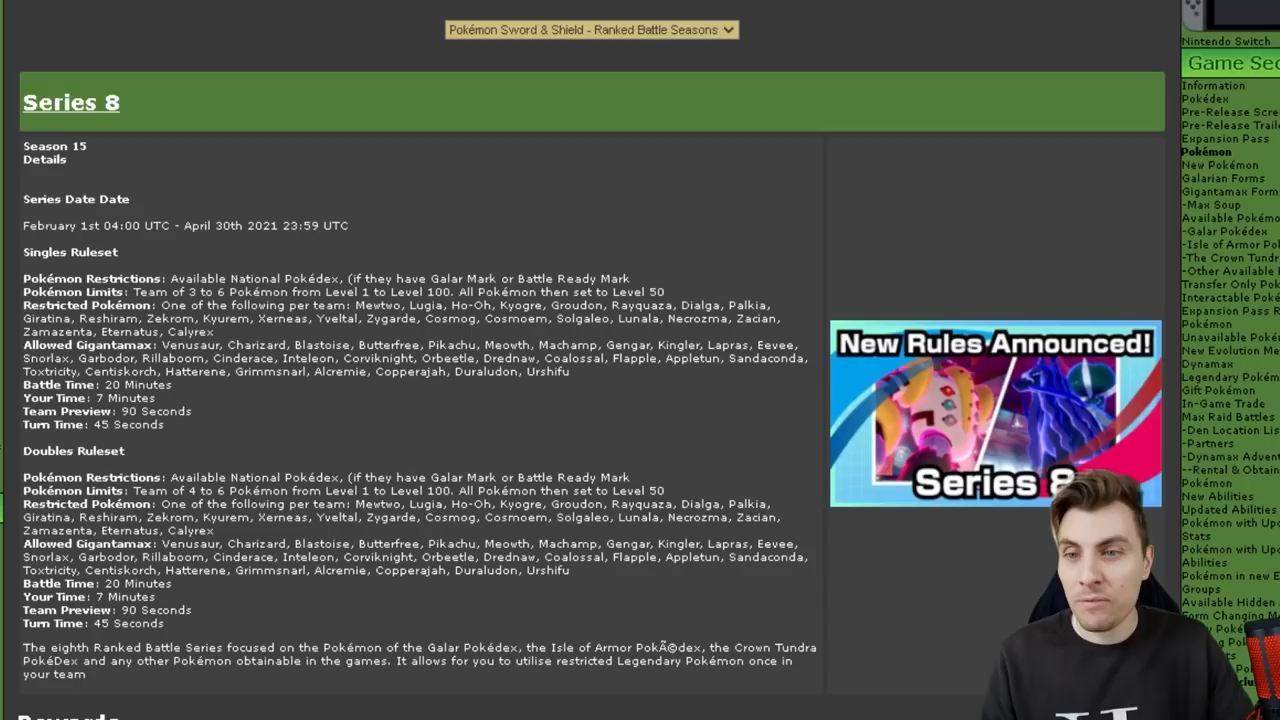 Pokémon Sword & Shield - Ranked Battle Seasons
Series 8
Season 15
Details
Series Date Date
February 1st 04:00 UTC - April 30th 2021 23:59 UTC
Singles Ruleset
Pokémon Restrictions: Available National Pokédex, (if they have Galar Mark or Battle Ready Mark
Pokémon Limits: Team of 3 to 6 Pokémon from Level 1 to Level 100. All Pokémon then set to Level 50
Restricted Pokémon: One of the following per team: Mewtwo, Lugia, Ho-Oh, Kyogre, Groudon, Rayquaza, Dialga, Palkia,
Giratina, Reshiram, Zekrom, Kyurem, Xerneas, Yveltal, Zygarde, Cosmog, Cosmoem, Solgaleo, Lunala, Necrozma, Zacian,
Zamazenta, Eternatus, Calyrex
Allowed Gigantamax: Venusaur, Charizard, Blastoise, Butterfree, Pikachu, Meowth, Machamp, Gengar, Kingler, Lapras, Eevee,
Snorlax, Garbodor, Rillaboom, Cinderace, Inteleon, Corviknight, Orbeetle, Drednaw, Coalossal, Flapple, Appletun, Sandaconda,
Toxtricity, Centiskorch, Hatterene, Grimmsnarl, Alcremie, Copperajah, Duraludon, Urshifu
Battle Time: 20 Minutes
Your Time: 7 Minutes
Team Preview: 90 Seconds
Turn Time: 45 Seconds
Doubles Ruleset
Pokémon Restrictions: Available National Pokédex, (if they have Galar Mark or Battle Ready Mark
Pokémon Limits: Team of 4 to 6 Pokémon from Level 1 to Level 100. All Pokémon then set to Level 50
Restricted Pokémon: One of the following per team: Mewtwo, Lugia, Ho-Oh, Kyogre, Groudon, Rayquaza, Dialga, Palkia,
Giratina, Reshiram, Zekrom, Kyurem, Xerneas, Yveltal, Zygarde, Cosmog, Cosmoem, Solgaleo, Lunala, Necrozma, Zacian,
Zamazenta, Eternatus, Calyrex
Allowed Gigantamax: Venusaur, Charizard, Blastoise, Butterfree, Pikachu, Meowth, Machamp, Gengar, Kingler, Lapras, Eevee,
Snorlax, Garbodor, Rillaboom, Cinderace, Inteleon, Corviknight, Orbeetle, Drednaw, Coalossal, Flapple, Appletun, Sandaconda,
Toxtricity, Centiskorch, Hatterene, Grimmsnarl, Alcremie, Copperajah, Duraludon, Urshifu
Battle Time: 20 Minutes
Your Time: 7 Minutes
Team Preview: 90 Seconds
Turn Time: 45 Seconds
The eighth Ranked Battle Series focused on the Pokémon of the Galar Pokédex, the Isle of Armor PokÃ©dex, the Crown Tundra
PokéDex and any other Pokémon obtainable in the games. It allows for you to utilise restricted Legendary Pokémon once in
your team
New Rules Announced!
Series 8
Nintendo Switch
Game Sec
Information
Pokédex
Pre-Release Scre
Pre-Release Traile
Expansion Pass
Pokémon
New Pokémon
Galarian Forms
Gigantamax Form
-Max Soup
Available Pokémo
-Galar Pokédex
-Isle of Armor Pok
-The Crown Tundr
-Other Available
Transfer Only Pok
Interactable Poké
Expansion Pass R
Pokémon
Unavailable Poké
New Evolution Me
Dynamax
Legendary Pokém
Gift Pokémon
In-Game Trade
Max Raid Battles
-Den Location Lis
-Partners
-Dynamax Advent
--Rental & Obtain
Pokémon
New Abilities
Updated Abilities
Pokémon with Up
Stats
Pokémon with Upd
Abilities
Pokémon in new E
Groups
Available Hidden
Form Changing M